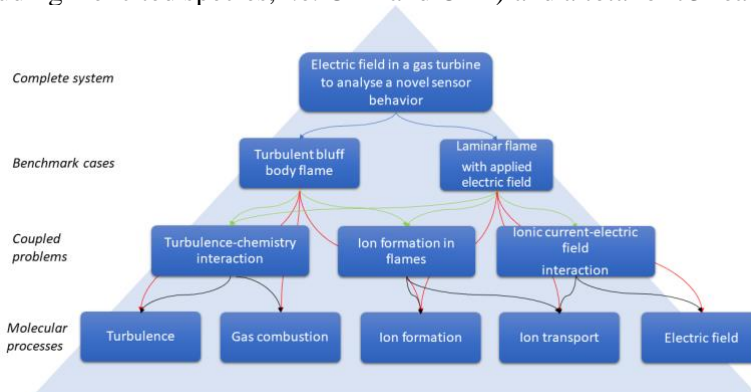 Electric field in a gas turbine
to analyse a novel sensor
behavior
Complete system
Benchmark cases
Turbulent bluff
body flame
Laminar flame
with applied
electric field
Coupled
problems
Turbulence-chemistry
interaction
Ion formation in
flames
Ionic current-electric
field
interaction
Molecular
processes
Turbulence
Gas combustion
Ion formation
Ion transport
Electric field